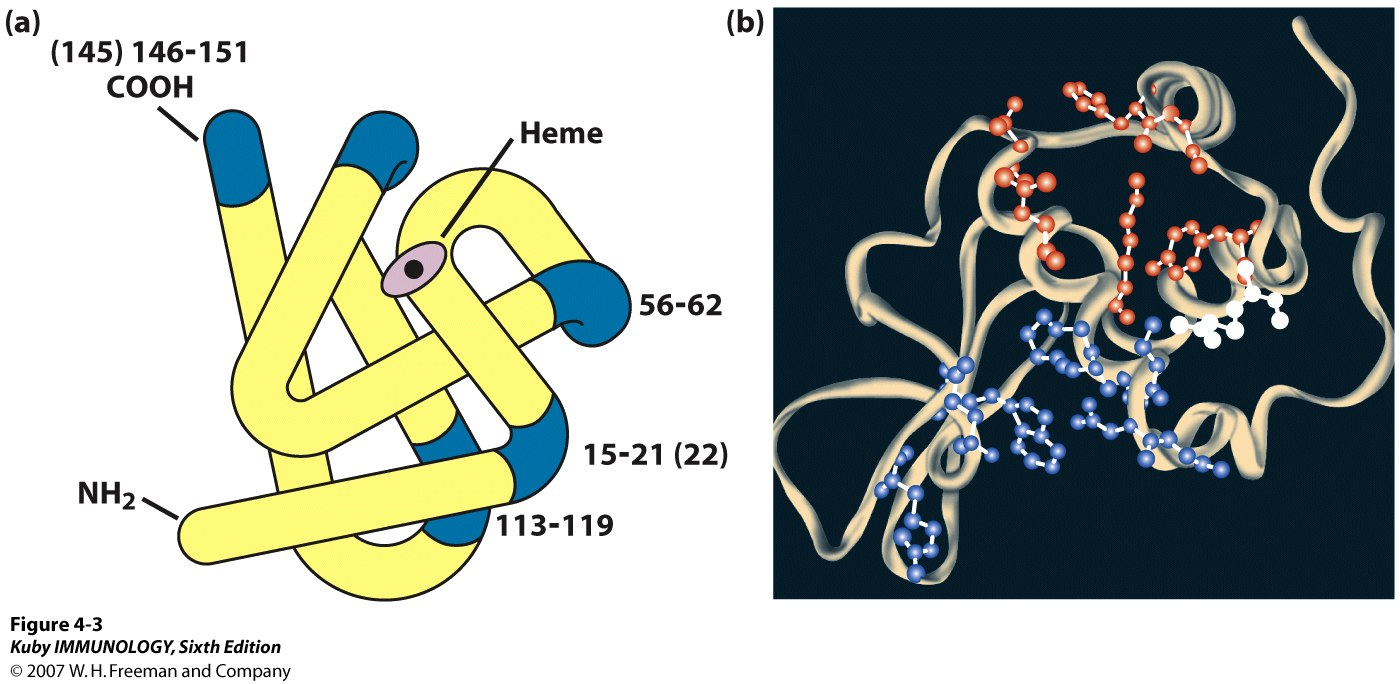 (a)
(145) 146-151
COOH
Heme
56-62
15-21 (22)
NH₂
113-119
(b)
Figure 4-3
Kuby IMMUNOLOGY, Sixth Edition
© 2007 W. H. Freeman and Company